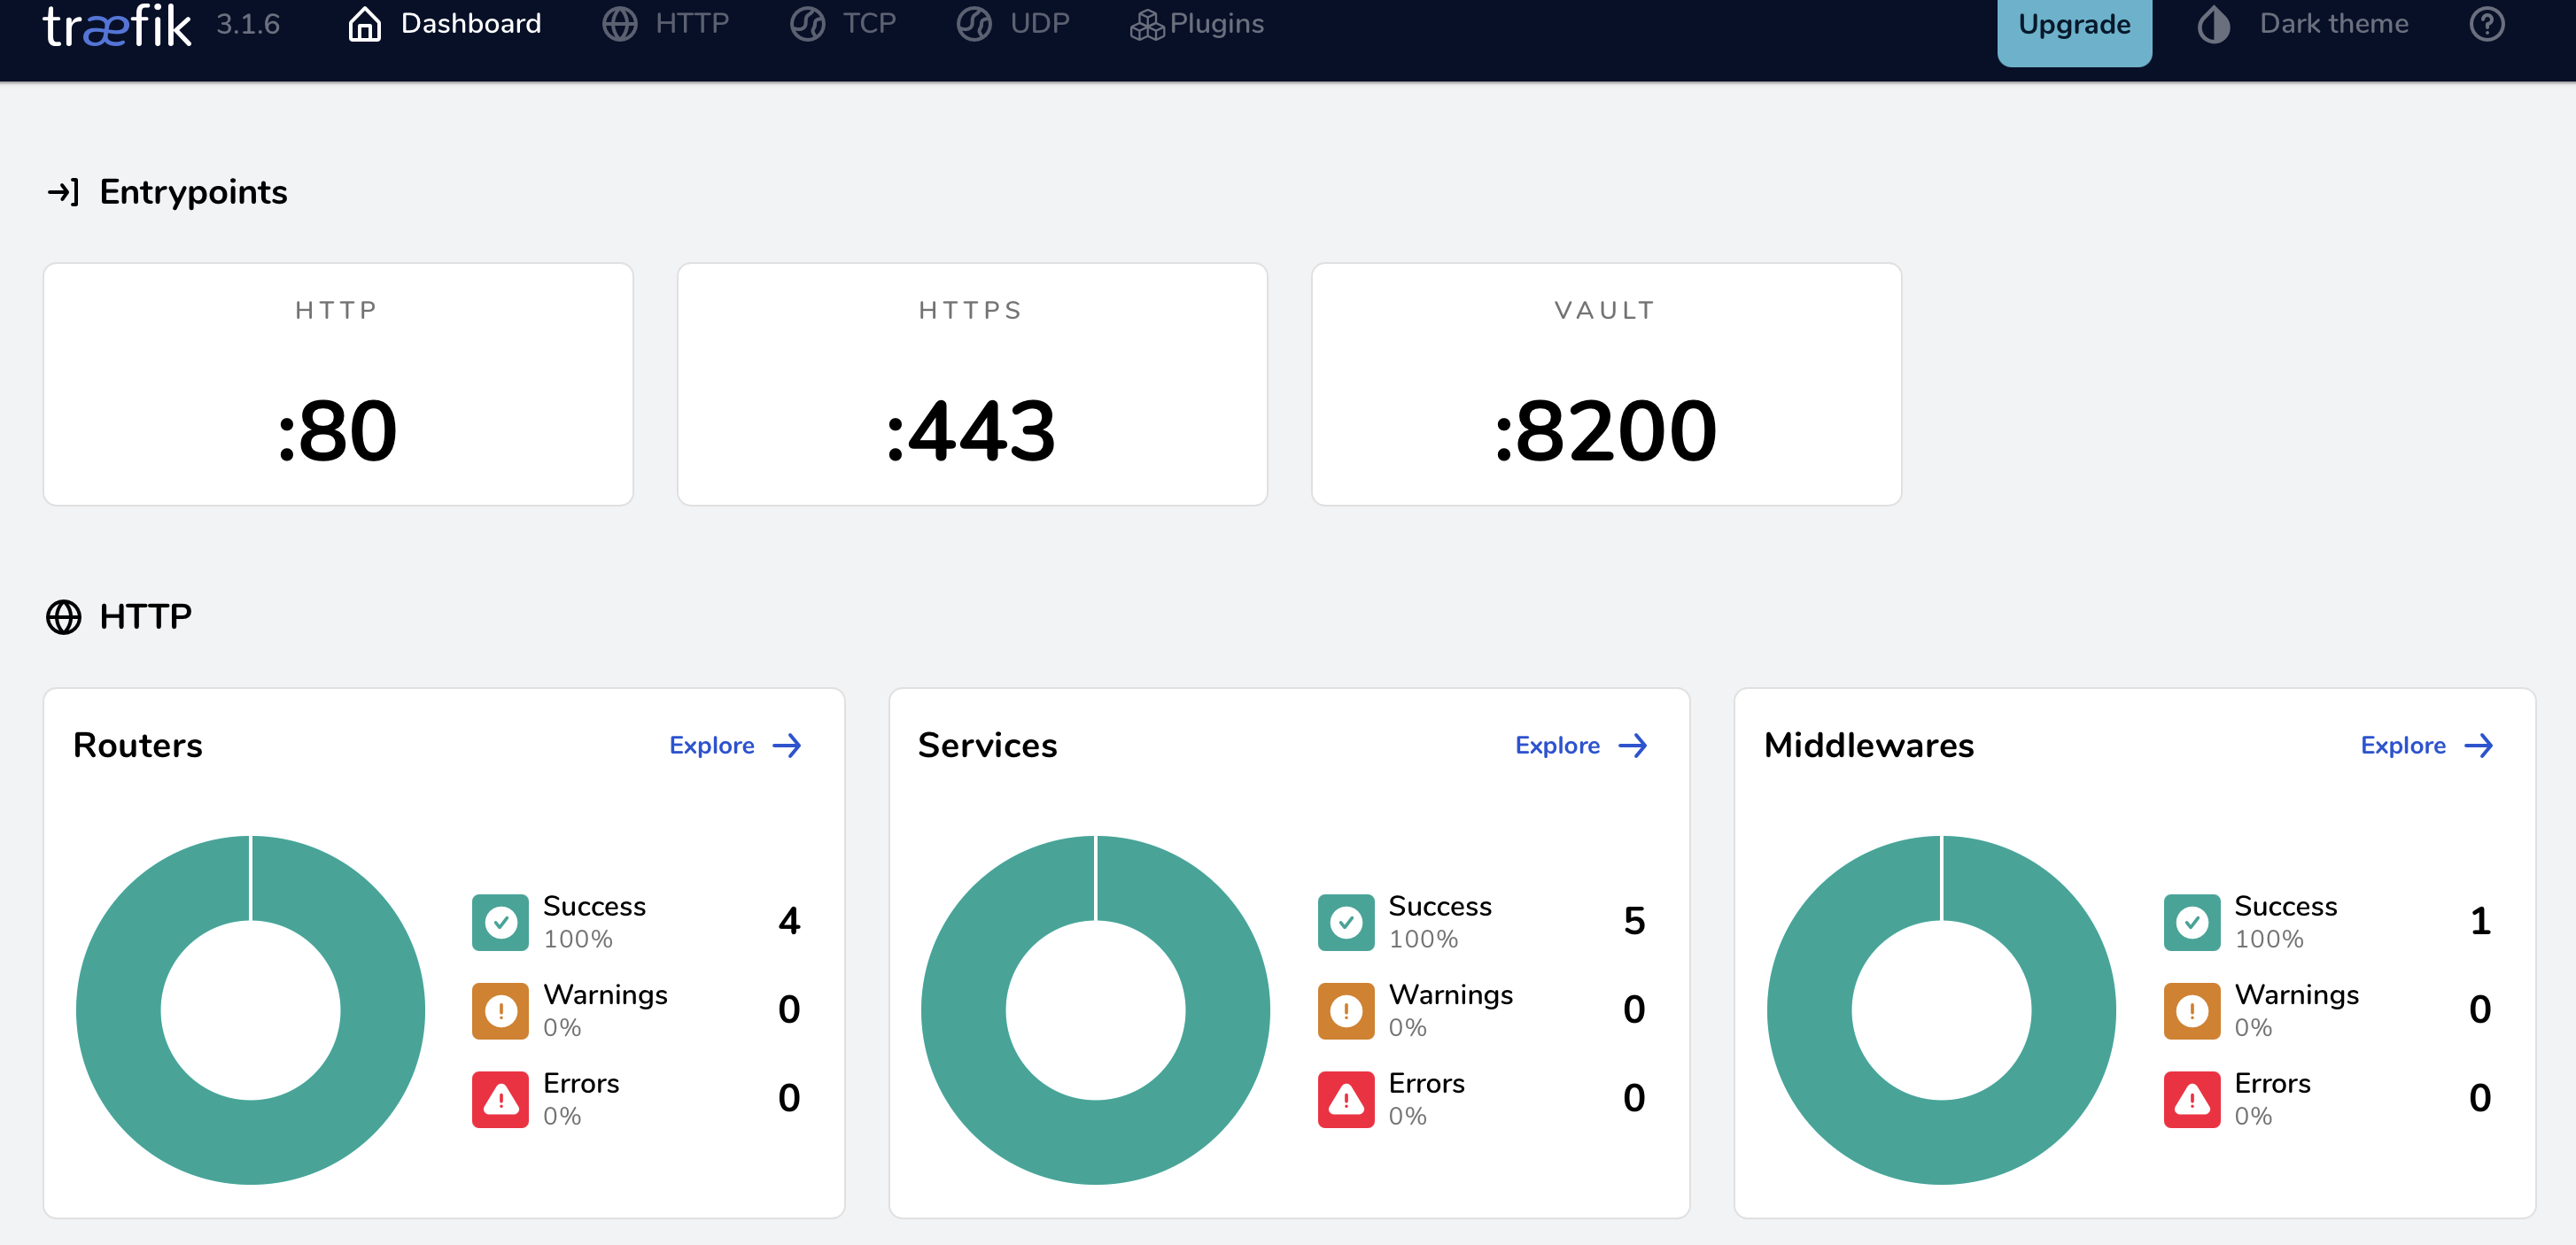 træfik 3.1.6 Dashboard HTTP TCP UDP Plugins Upgrade Dark theme
Entrypoints
HTTP
:80
HTTPS
:443
VAULT
:8200
HTTP
Routers
Explore
Success
100%
4
Warnings
0%
0
Errors
0%
0
Services
Explore
Success
100%
5
Warnings
0%
0
Errors
0%
0
Middlewares
Explore
Success
100%
1
Warnings
0%
0
Errors
0%
0